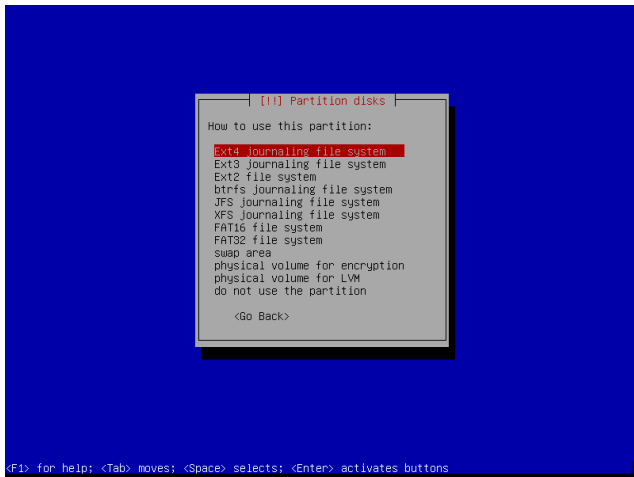 [!!] Partition disks
How to use this partition:
Ext4 journaling file system
Ext3 journaling file system
Ext2 file system
btrfs journaling file system
JFS journaling file system
XFS journaling file system
FAT16 file system
FAT32 file system
swap area
physical volume for encryption
physical volume for LVM
do not use the partition
<Go Back>
<F1> for help; <Tab> moves; <Space> selects; <Enter> activates buttons